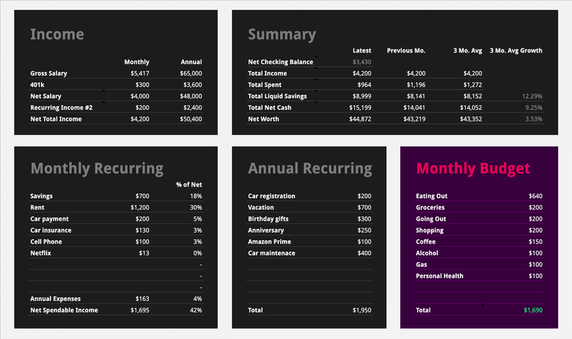 Income
Monthly Annual
Gross Salary $5,417 $65,000
401k $300 $3,600
Net Salary $4,000 $48,000
Recurring Income #2 $200 $2,400
Net Total Income $4,200 $50,400
Summary
Latest Previous Mo. 3 Mo. Avg 3 Mo. Avg Growth
Net Checking Balance $3,430
Total Income $4,200 $4,200 $4,200
Total Spent $964 $1,196 $1,272
Total Liquid Savings $8,999 $8,141 $8,152 12.29%
Total Net Cash $15,199 $14,041 $14,052 9.25%
Net Worth $44,872 $43,219 $43,352 3.53%
Monthly Recurring
% of Net
Savings $700 18%
Rent $1,200 30%
Car payment $200 5%
Car insurance $130 3%
Cell Phone $100 3%
Netflix $13 0%
-
-
-
Annual Expenses $163 4%
Net Spendable Income $1,695 42%
Annual Recurring
Car registration $200
Vacation $700
Birthday gifts $300
Anniversary $250
Amazon Prime $100
Car maintenace $400
Total $1,950
Monthly Budget
Eating Out $640
Groceries $200
Going Out $200
Shopping $200
Coffee $150
Alcohol $100
Gas $100
Personal Health $100
Total $1,690